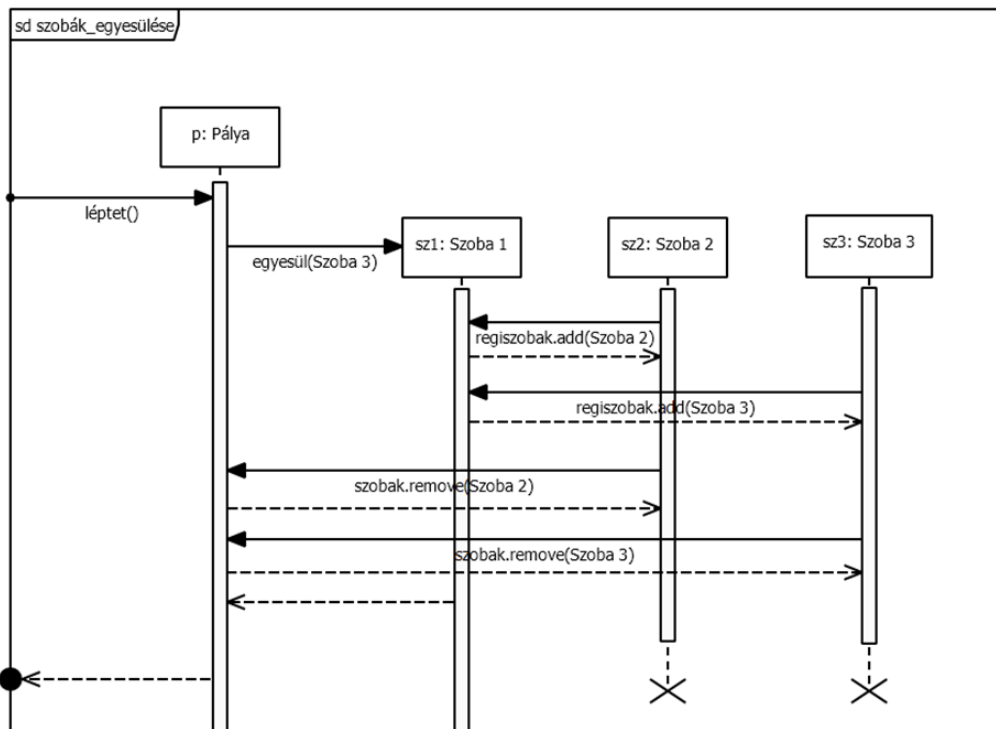 sd szobák_egyesülése
p: Pálya
léptet()
sz1: Szoba 1
sz2: Szoba 2
sz3: Szoba 3
egyesül(Szoba 3)
regiszobak.add(Szoba 2)
regiszobak.add(Szoba 3)
szobak.remove(Szoba 2)
szobak.remove(Szoba 3)